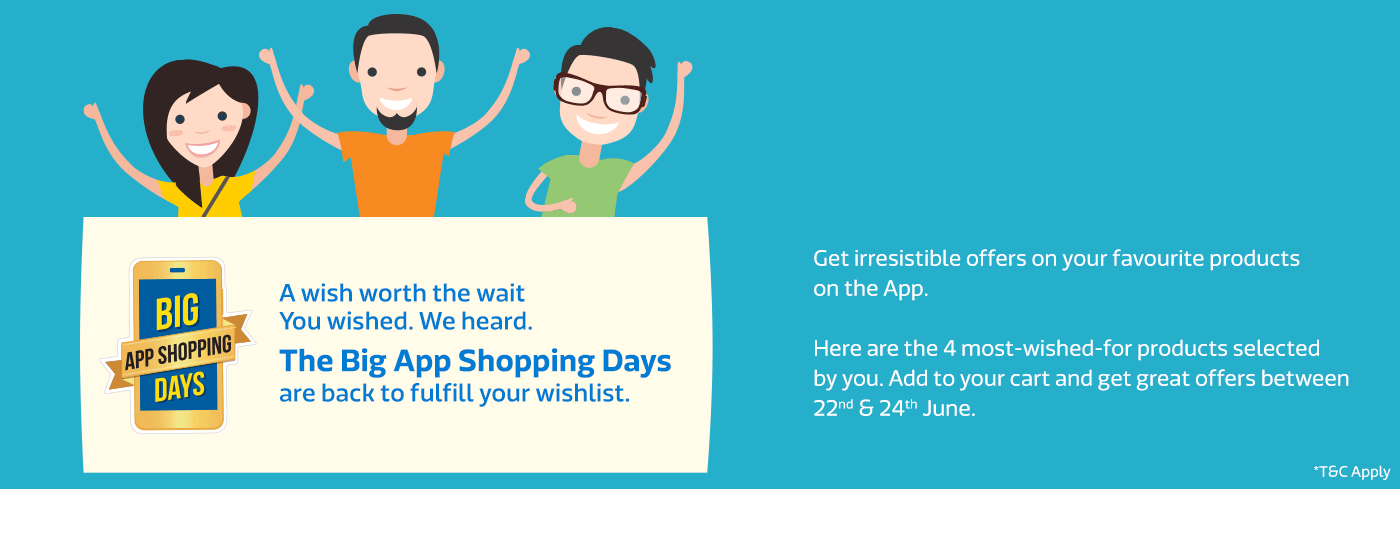 BIG
APP SHOPPING
DAYS
A wish worth the wait
You wished. We heard.
The Big App Shopping Days
are back to fulfill your wishlist.
Get irresistible offers on your favourite products
on the App.
Here are the 4 most-wished-for products selected
by you. Add to your cart and get great offers between
22nd & 24th June.
*T&C Apply